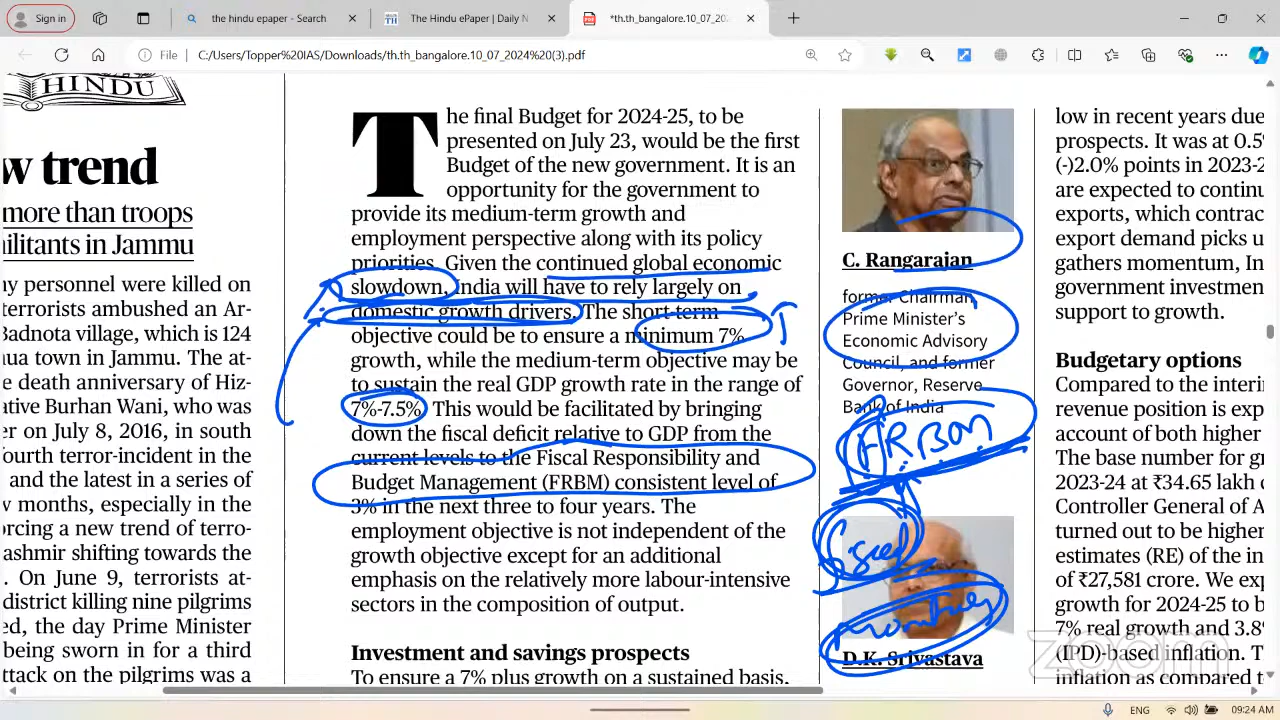 Sign in
the hindu epaper - Search
The Hindu ePaper | Daily N
*th.th_bangalore.10_07_202
File
C:/Users/Topper%20IAS/Downloads/th.th_bangalore.10_07_2024%20(3).pdf
HINDU
w trend
more than troops
ilitants in Jammu
ny personnel were killed on
terrorists ambushed an Ar-
Badnota village, which is 124
nua town in Jammu. The at-
e death anniversary of Hiz-
ative Burhan Wani, who was
er on July 8, 2016, in south
fourth terror-incident in the
and the latest in a series of
w months, especially in the
orcing a new trend of terro-
ashmir shifting towards the
. On June 9, terrorists at-
district killing nine pilgrims
ed, the day Prime Minister
being sworn in for a third
ttack on the pilgrims was a
The final Budget for 2024-25, to be
presented on July 23, would be the first
Budget of the new government. It is an
opportunity for the government to
provide its medium-term growth and
employment perspective along with its policy
priorities. Given the continued global economic
slowdown, India will have to rely largely on
domestic growth drivers. The short-term
objective could be to ensure a minimum 7%
growth, while the medium-term objective may be
to sustain the real GDP growth rate in the range of
7%-7.5% This would be facilitated by bringing
down the fiscal deficit relative to GDP from the
current levels to the Fiscal Responsibility and
Budget Management (FRBM) consistent level of
3% in the next three to four years. The
employment objective is not independent of the
growth objective except for an additional
emphasis on the relatively more labour-intensive
sectors in the composition of output.
Investment and savings prospects
To ensure a 7% plus growth on a sustained basis,
C. Rangarajan
former Chairman,
Prime Minister's
Economic Advisory
Council, and former
Governor, Reserve
Bank of India
FRBM
D.K. Srivastava
low in recent years due
prospects. It was at 0.5
(-)2.0% points in 2023-2
are expected to continu
exports, which contrac
export demand picks u
gathers momentum, In
government investmen
support to growth.
Budgetary options
Compared to the interi
revenue position is exp
account of both higher
The base number for g
2023-24 at ₹34.65 lakh c
Controller General of A
turned out to be higher
estimates (RE) of the in
of ₹27,581 crore. We exp
growth for 2024-25 to b
7% real growth and 3.8
(IPD)-based inflation. T
inflation as compared t
zoom
ENG
09:24 AM